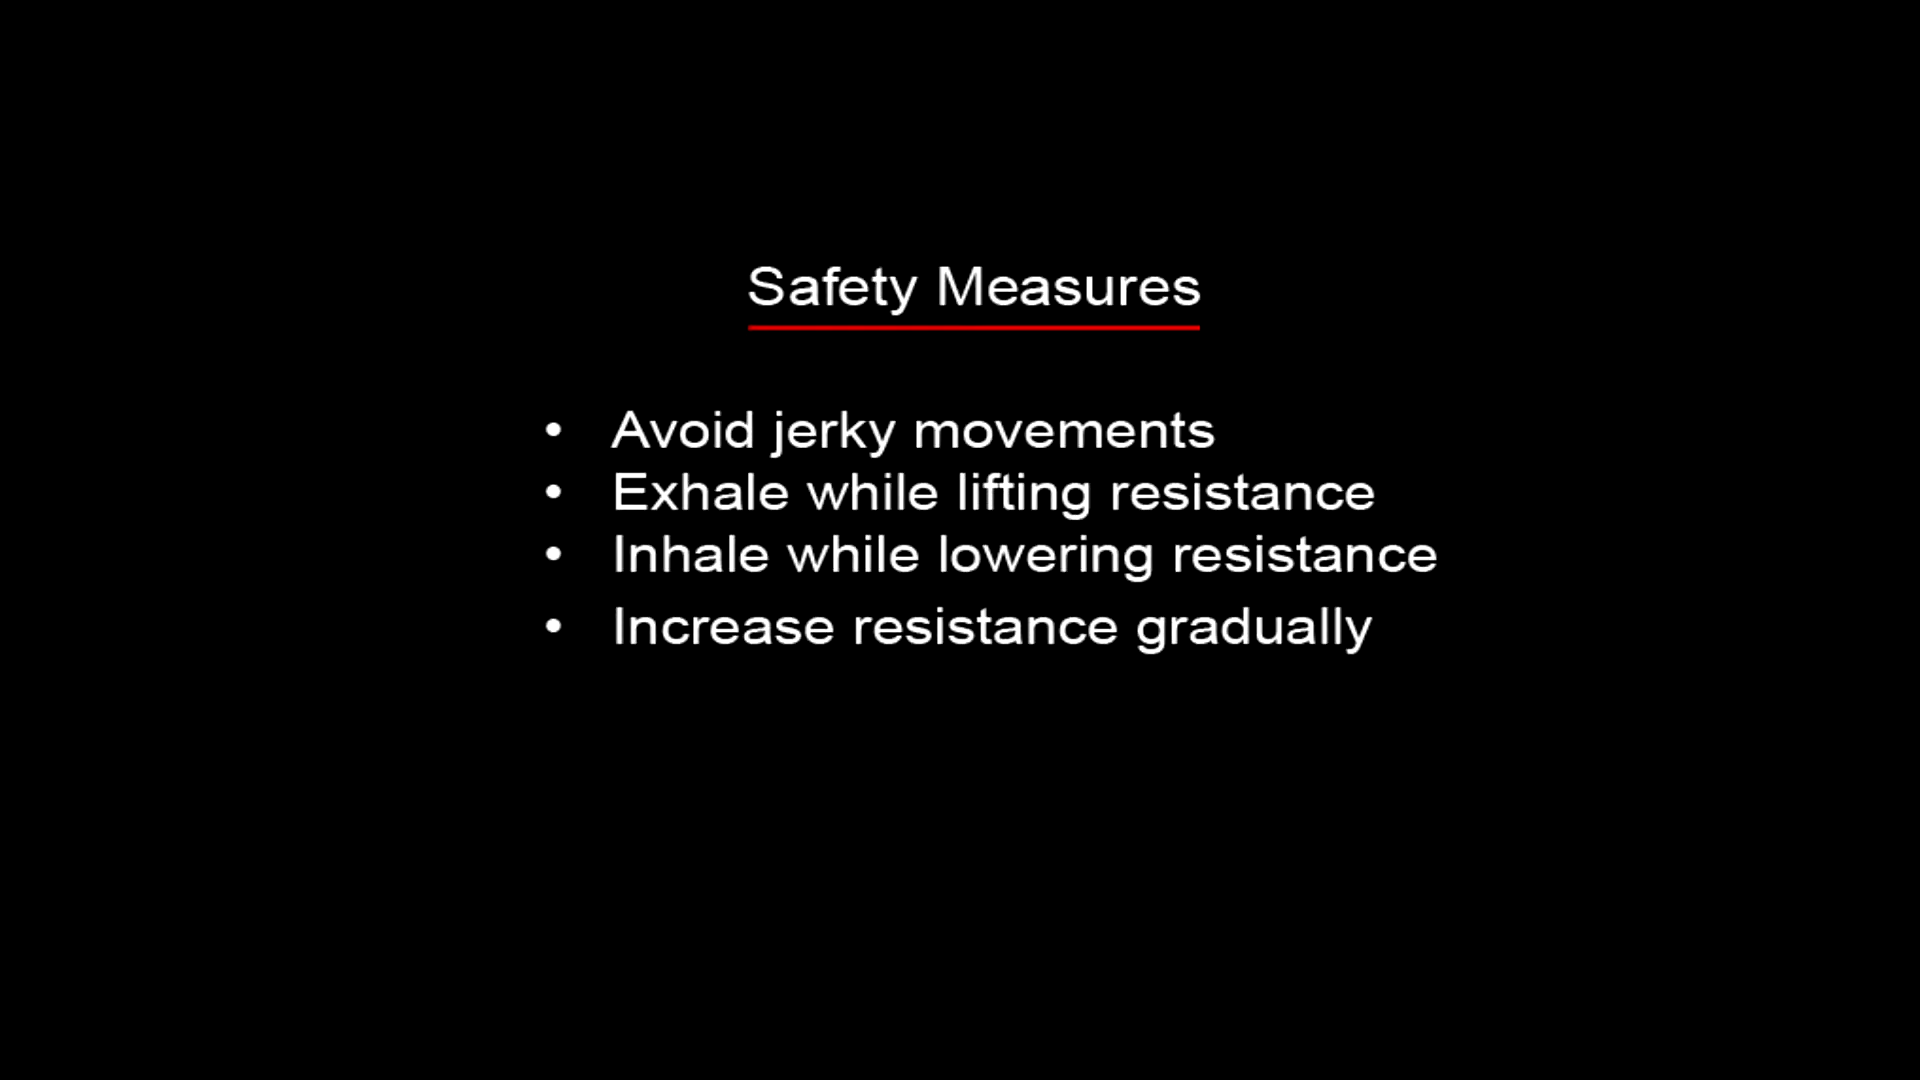 Safety Measures
• Avoid jerky movements
• Exhale while lifting resistance
• Inhale while lowering resistance
• Increase resistance gradually